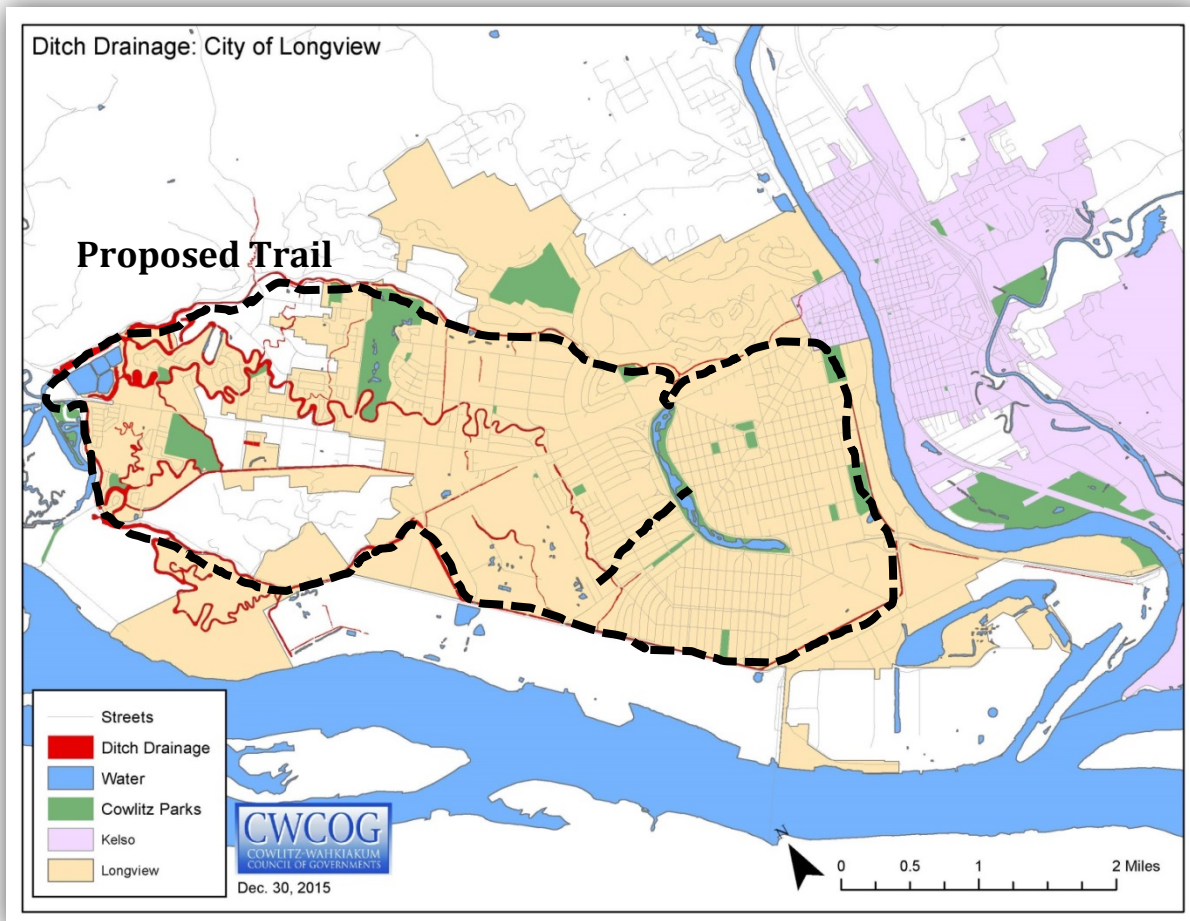 Ditch Drainage: City of Longview
Proposed Trail
Streets
Ditch Drainage
Water
Cowlitz Parks
Kelso
Longview
CWCOG
COWLITZ-WAHKIAKUM
COUNCIL OF GOVERNMENTS
Dec. 30, 2015
N
0 0.5 1 2 Miles